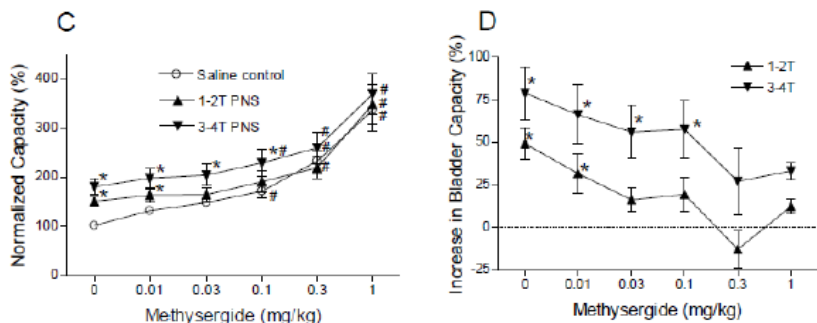 C
Normalized Capacity (%)
400
300
200
100
0
Saline control
1-2T PNS
3-4T PNS
* * * *# # #
* * # #
# # #
0 0.01 0.03 0.1 0.3 1
Methysergide (mg/kg)
D
Increase in Bladder Capacity (%)
100
75
50
25
0
-25
1-2T
3-4T
* * * *
* *
0 0.01 0.03 0.1 0.3 1
Methysergide (mg/kg)